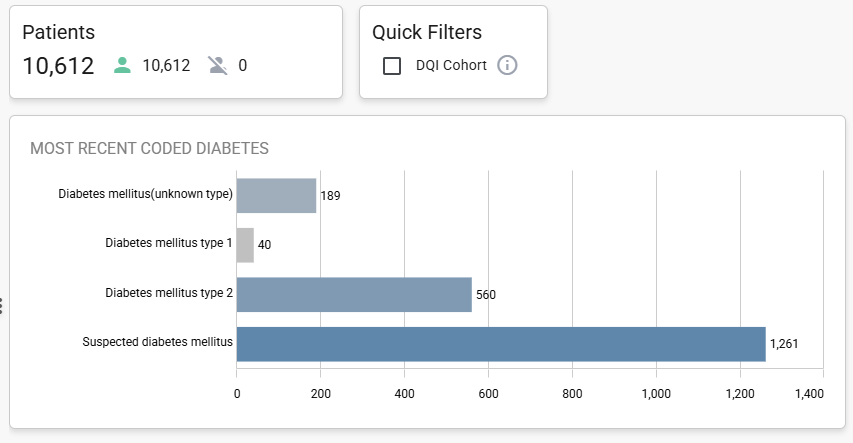 Patients
10,612 10,612 0
Quick Filters
DQI Cohort
MOST RECENT CODED DIABETES
Diabetes mellitus(unknown type) 189
Diabetes mellitus type 1 40
Diabetes mellitus type 2 560
Suspected diabetes mellitus 1,261
0 200 400 600 800 1,000 1,200 1,400